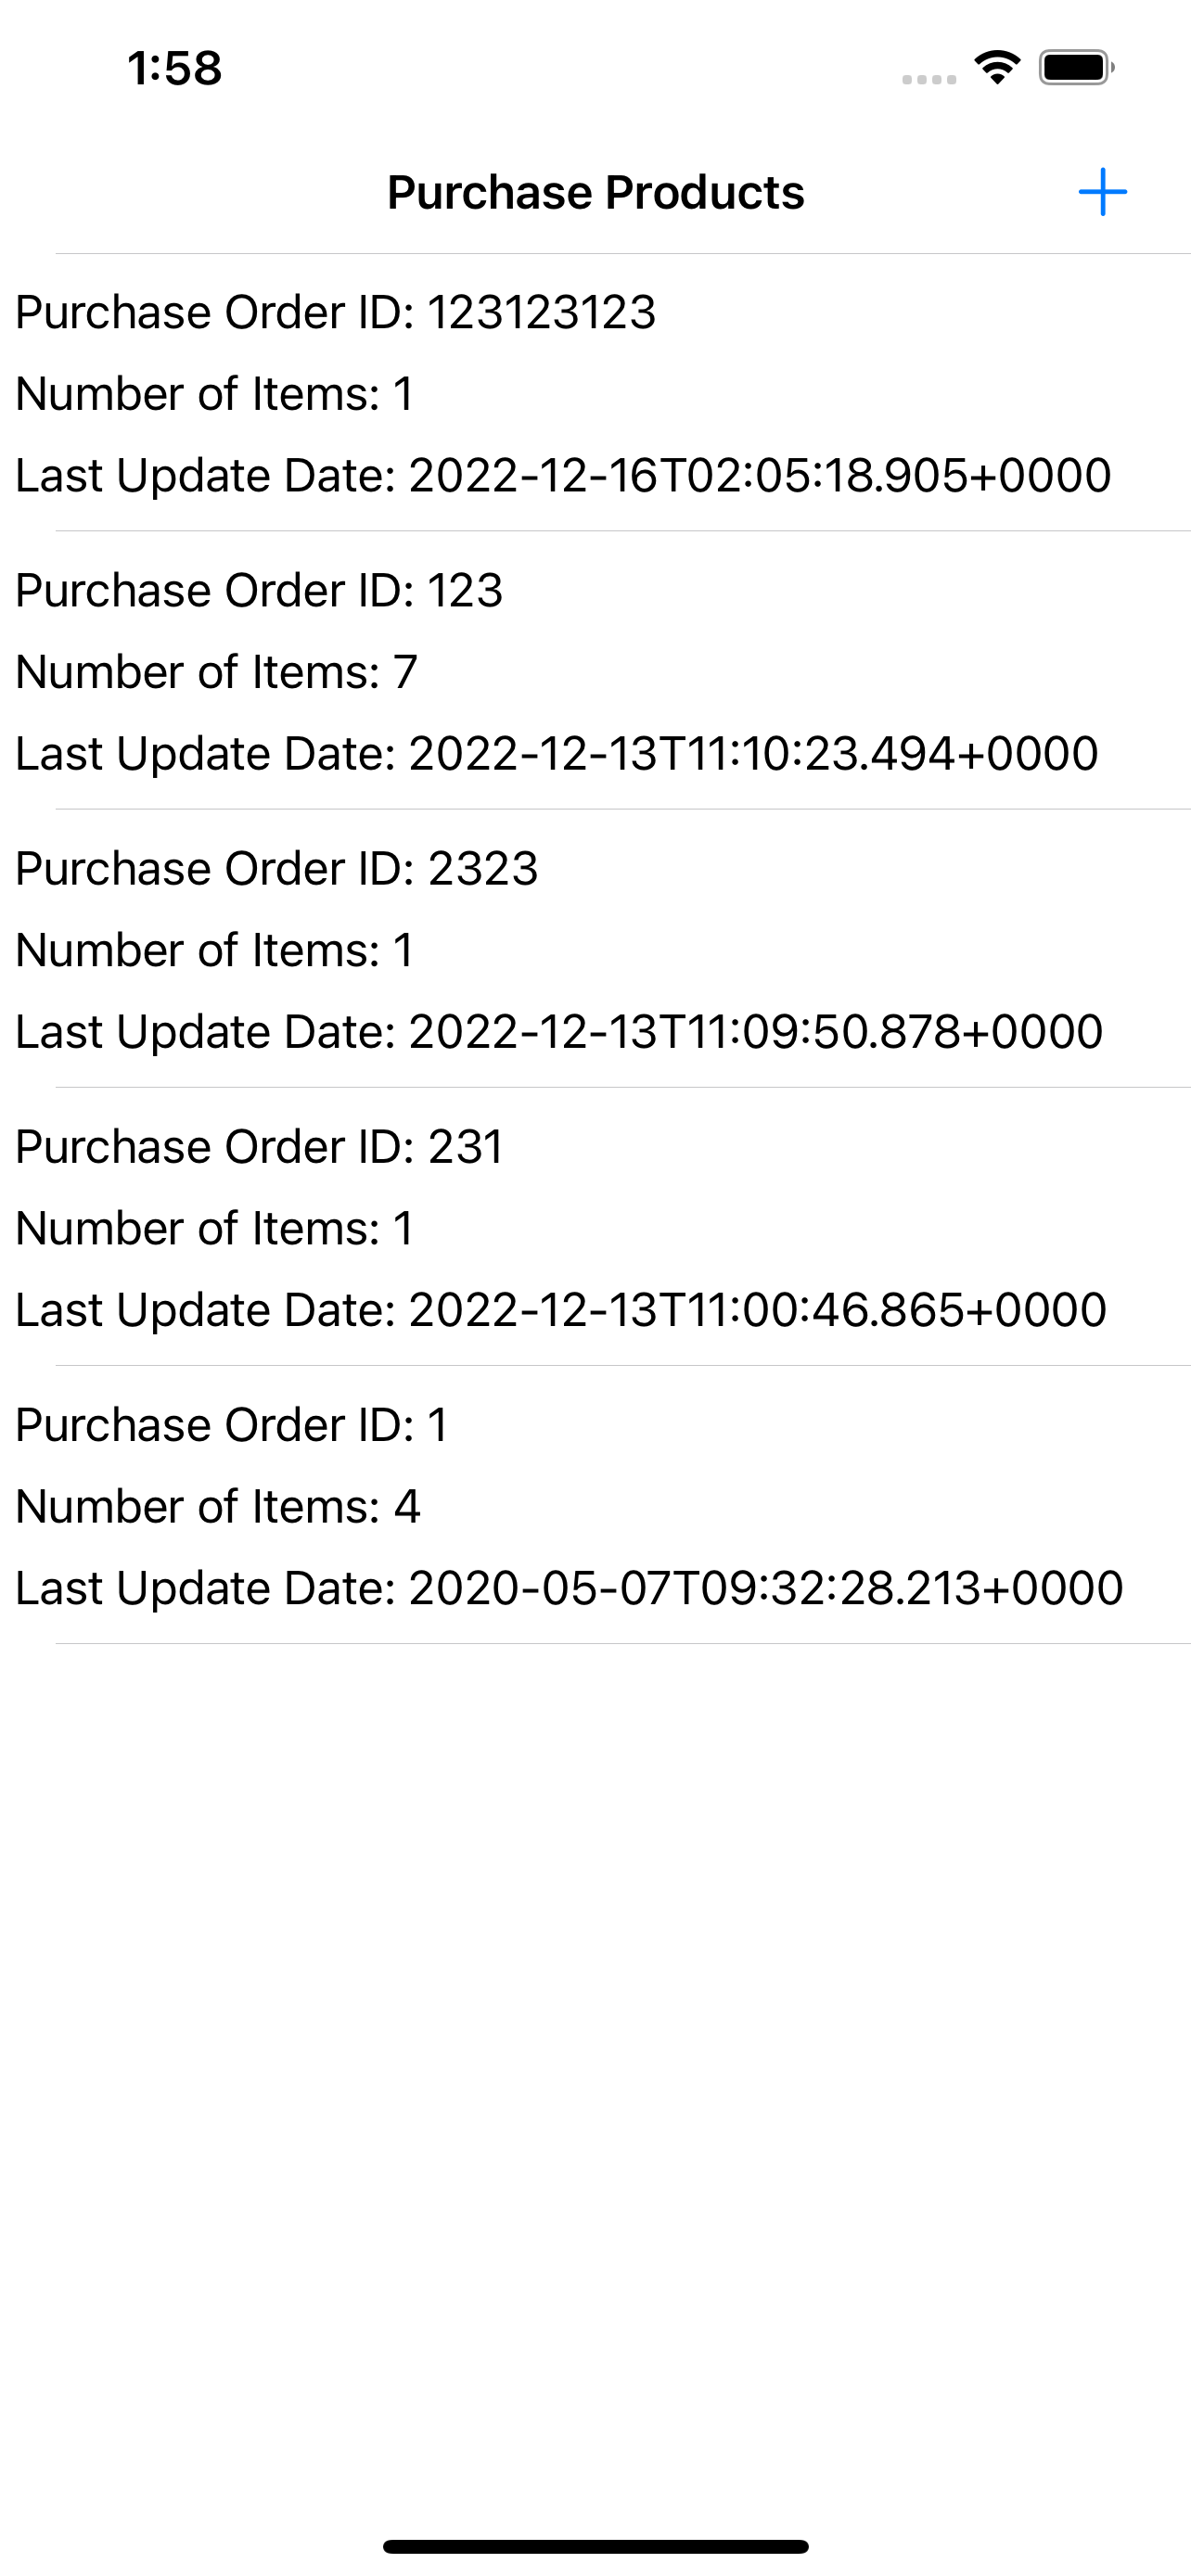 1:58
Purchase Products
Purchase Order ID: 123123123
Number of Items: 1
Last Update Date: 2022-12-16T02:05:18.905+0000
Purchase Order ID: 123
Number of Items: 7
Last Update Date: 2022-12-13T11:10:23.494+0000
Purchase Order ID: 2323
Number of Items: 1
Last Update Date: 2022-12-13T11:09:50.878+0000
Purchase Order ID: 231
Number of Items: 1
Last Update Date: 2022-12-13T11:00:46.865+0000
Purchase Order ID: 1
Number of Items: 4
Last Update Date: 2020-05-07T09:32:28.213+0000